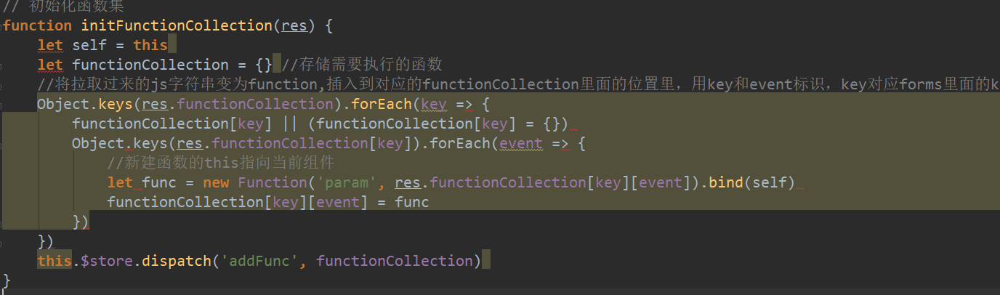 // 初始化函数集
function initFunctionCollection(res) {
let self = this
let functionCollection = {} //存储需要执行的函数
//将拉取过来的js字符串变为function,插入到对应的functionCollection里面的位置里，用key和event标识，key对应forms里面的k
Object.keys(res.functionCollection).forEach(key => {
functionCollection[key] || (functionCollection[key] = {})
Object.keys(res.functionCollection[key]).forEach(event => {
//新建函数的this指向当前组件
let func = new Function('param', res.functionCollection[key][event]).bind(self)
functionCollection[key][event] = func
})
})
this.$store.dispatch('addFunc', functionCollection)
}